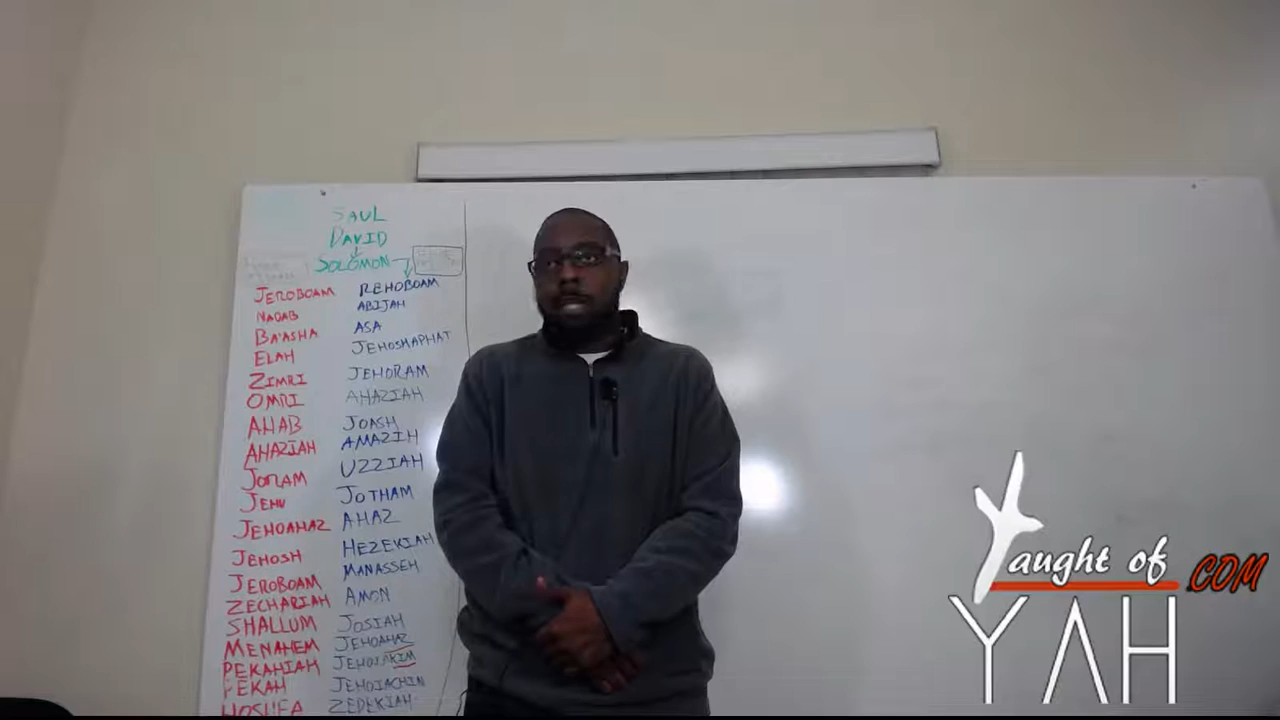 SAUL
DAVID
SOLOMON
JEROBOAM REHOBOAM
NADAB ABIJAH
BA'ASHA ASA
ELAH JEHOSHAPHAT
ZIMRI JEHORAM
OMRI AHAZIAH
AHAB JOASH
AHAZIAH AMAZIH
JORAM UZZIAH
JEHU JOTHAM
JEHOAHAZ AHAZ
JEHOSH HEZEKIAH
JEROBOAM MANASSEH
ZECHARIAH AMON
SHALLUM JOSIAH
MENAHEM JEHOAHAZ
PEKAHIAH JEHOIAKIM
PEKAH JEHOIACHIN
HOSHEA ZEDEKIAH
Yaught of .COM
YAH